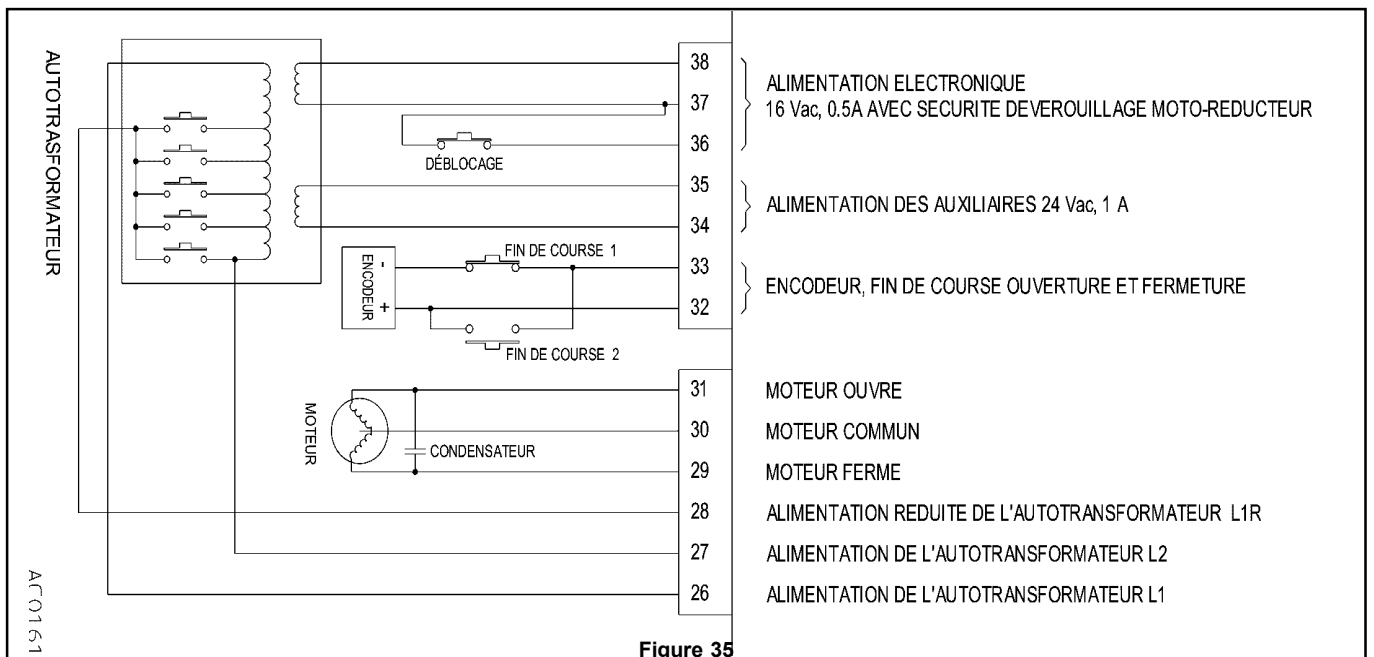 AUTOTRASFORMATEUR
38
37
36
35
34
33
32
31
30
29
28
27
26
DÉBLOCAGE
ENCODEUR
-
+
FIN DE COURSE 1
FIN DE COURSE 2
MOTEUR
CONDENSATEUR
ALIMENTATION ELECTRONIQUE
16 Vac, 0.5A AVEC SECURITE DEVEROUILLAGE MOTO-REDUCTEUR
ALIMENTATION DES AUXILIAIRES 24 Vac, 1 A
ENCODEUR, FIN DE COURSE OUVERTURE ET FERMETURE
MOTEUR OUVRE
MOTEUR COMMUN
MOTEUR FERME
ALIMENTATION REDUITE DE L'AUTOTRANSFORMATEUR L1R
ALIMENTATION DE L'AUTOTRANSFORMATEUR L2
ALIMENTATION DE L'AUTOTRANSFORMATEUR L1
AC0161
Figure 35